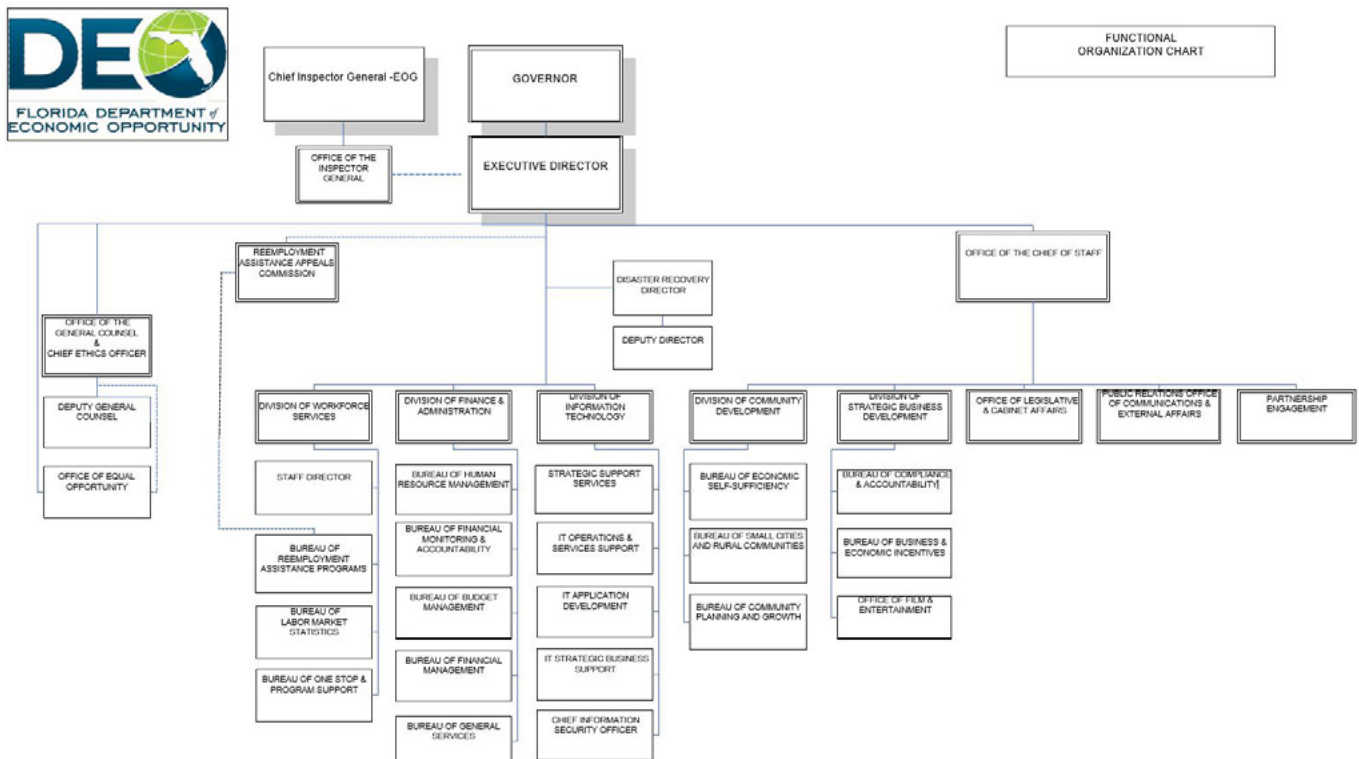 DEO
FLORIDA DEPARTMENT of
ECONOMIC OPPORTUNITY
Chief Inspector General -EOG
GOVERNOR
FUNCTIONAL
ORGANIZATION CHART
OFFICE OF THE
INSPECTOR
GENERAL
EXECUTIVE DIRECTOR
REEMPLOYMENT
ASSISTANCE APPEALS
COMMISSION
OFFICE OF THE CHIEF OF STAFF
DISASTER RECOVERY
DIRECTOR
DEPUTY DIRECTOR
OFFICE OF THE
GENERAL COUNSEL
&
CHIEF ETHICS OFFICER
DEPUTY GENERAL
COUNSEL
OFFICE OF EQUAL
OPPORTUNITY
DIVISION OF WORKFORCE
SERVICES
STAFF DIRECTOR
BUREAU OF
REEMPLOYMENT
ASSISTANCE PROGRAMS
BUREAU OF
LABOR MARKET
STATISTICS
BUREAU OF ONE STOP &
PROGRAM SUPPORT
DIVISION OF FINANCE &
ADMINISTRATION
BUREAU OF HUMAN
RESOURCE MANAGEMENT
BUREAU OF FINANCIAL
MONITORING &
ACCOUNTABILITY
BUREAU OF BUDGET
MANAGEMENT
BUREAU OF FINANCIAL
MANAGEMENT
BUREAU OF GENERAL
SERVICES
DIVISION OF
INFORMATION
TECHNOLOGY
STRATEGIC SUPPORT
SERVICES
IT OPERATIONS &
SERVICES SUPPORT
IT APPLICATION
DEVELOPMENT
IT STRATEGIC BUSINESS
SUPPORT
CHIEF INFORMATION
SECURITY OFFICER
DIVISION OF COMMUNITY
DEVELOPMENT
BUREAU OF ECONOMIC
SELF-SUFFICIENCY
BUREAU OF SMALL CITIES
AND RURAL COMMUNITIES
BUREAU OF COMMUNITY
PLANNING AND GROWTH
DIVISION OF
STRATEGIC BUSINESS
DEVELOPMENT
BUREAU OF COMPLIANCE
& ACCOUNTABILITY
BUREAU OF BUSINESS &
ECONOMIC INCENTIVES
OFFICE OF FILM &
ENTERTAINMENT
OFFICE OF LEGISLATIVE
& CABINET AFFAIRS
PUBLIC RELATIONS OFFICE
OF COMMUNICATIONS &
EXTERNAL AFFAIRS
PARTNERSHIP
ENGAGEMENT